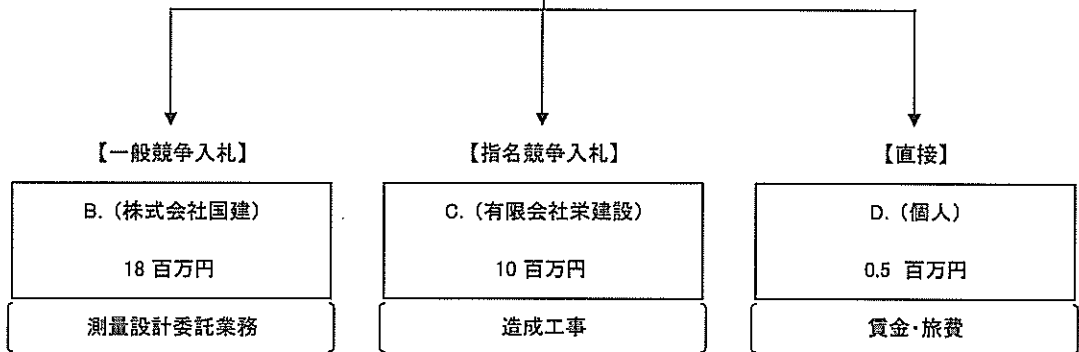 【一般競争入札】 【指名競争入札】 【直接】
B.(株式会社国建) C.(有限会社栄建設) D.(個人)
18 百万円 10 百万円 0.5 百万円
測量設計委託業務 造成工事 賃金・旅費